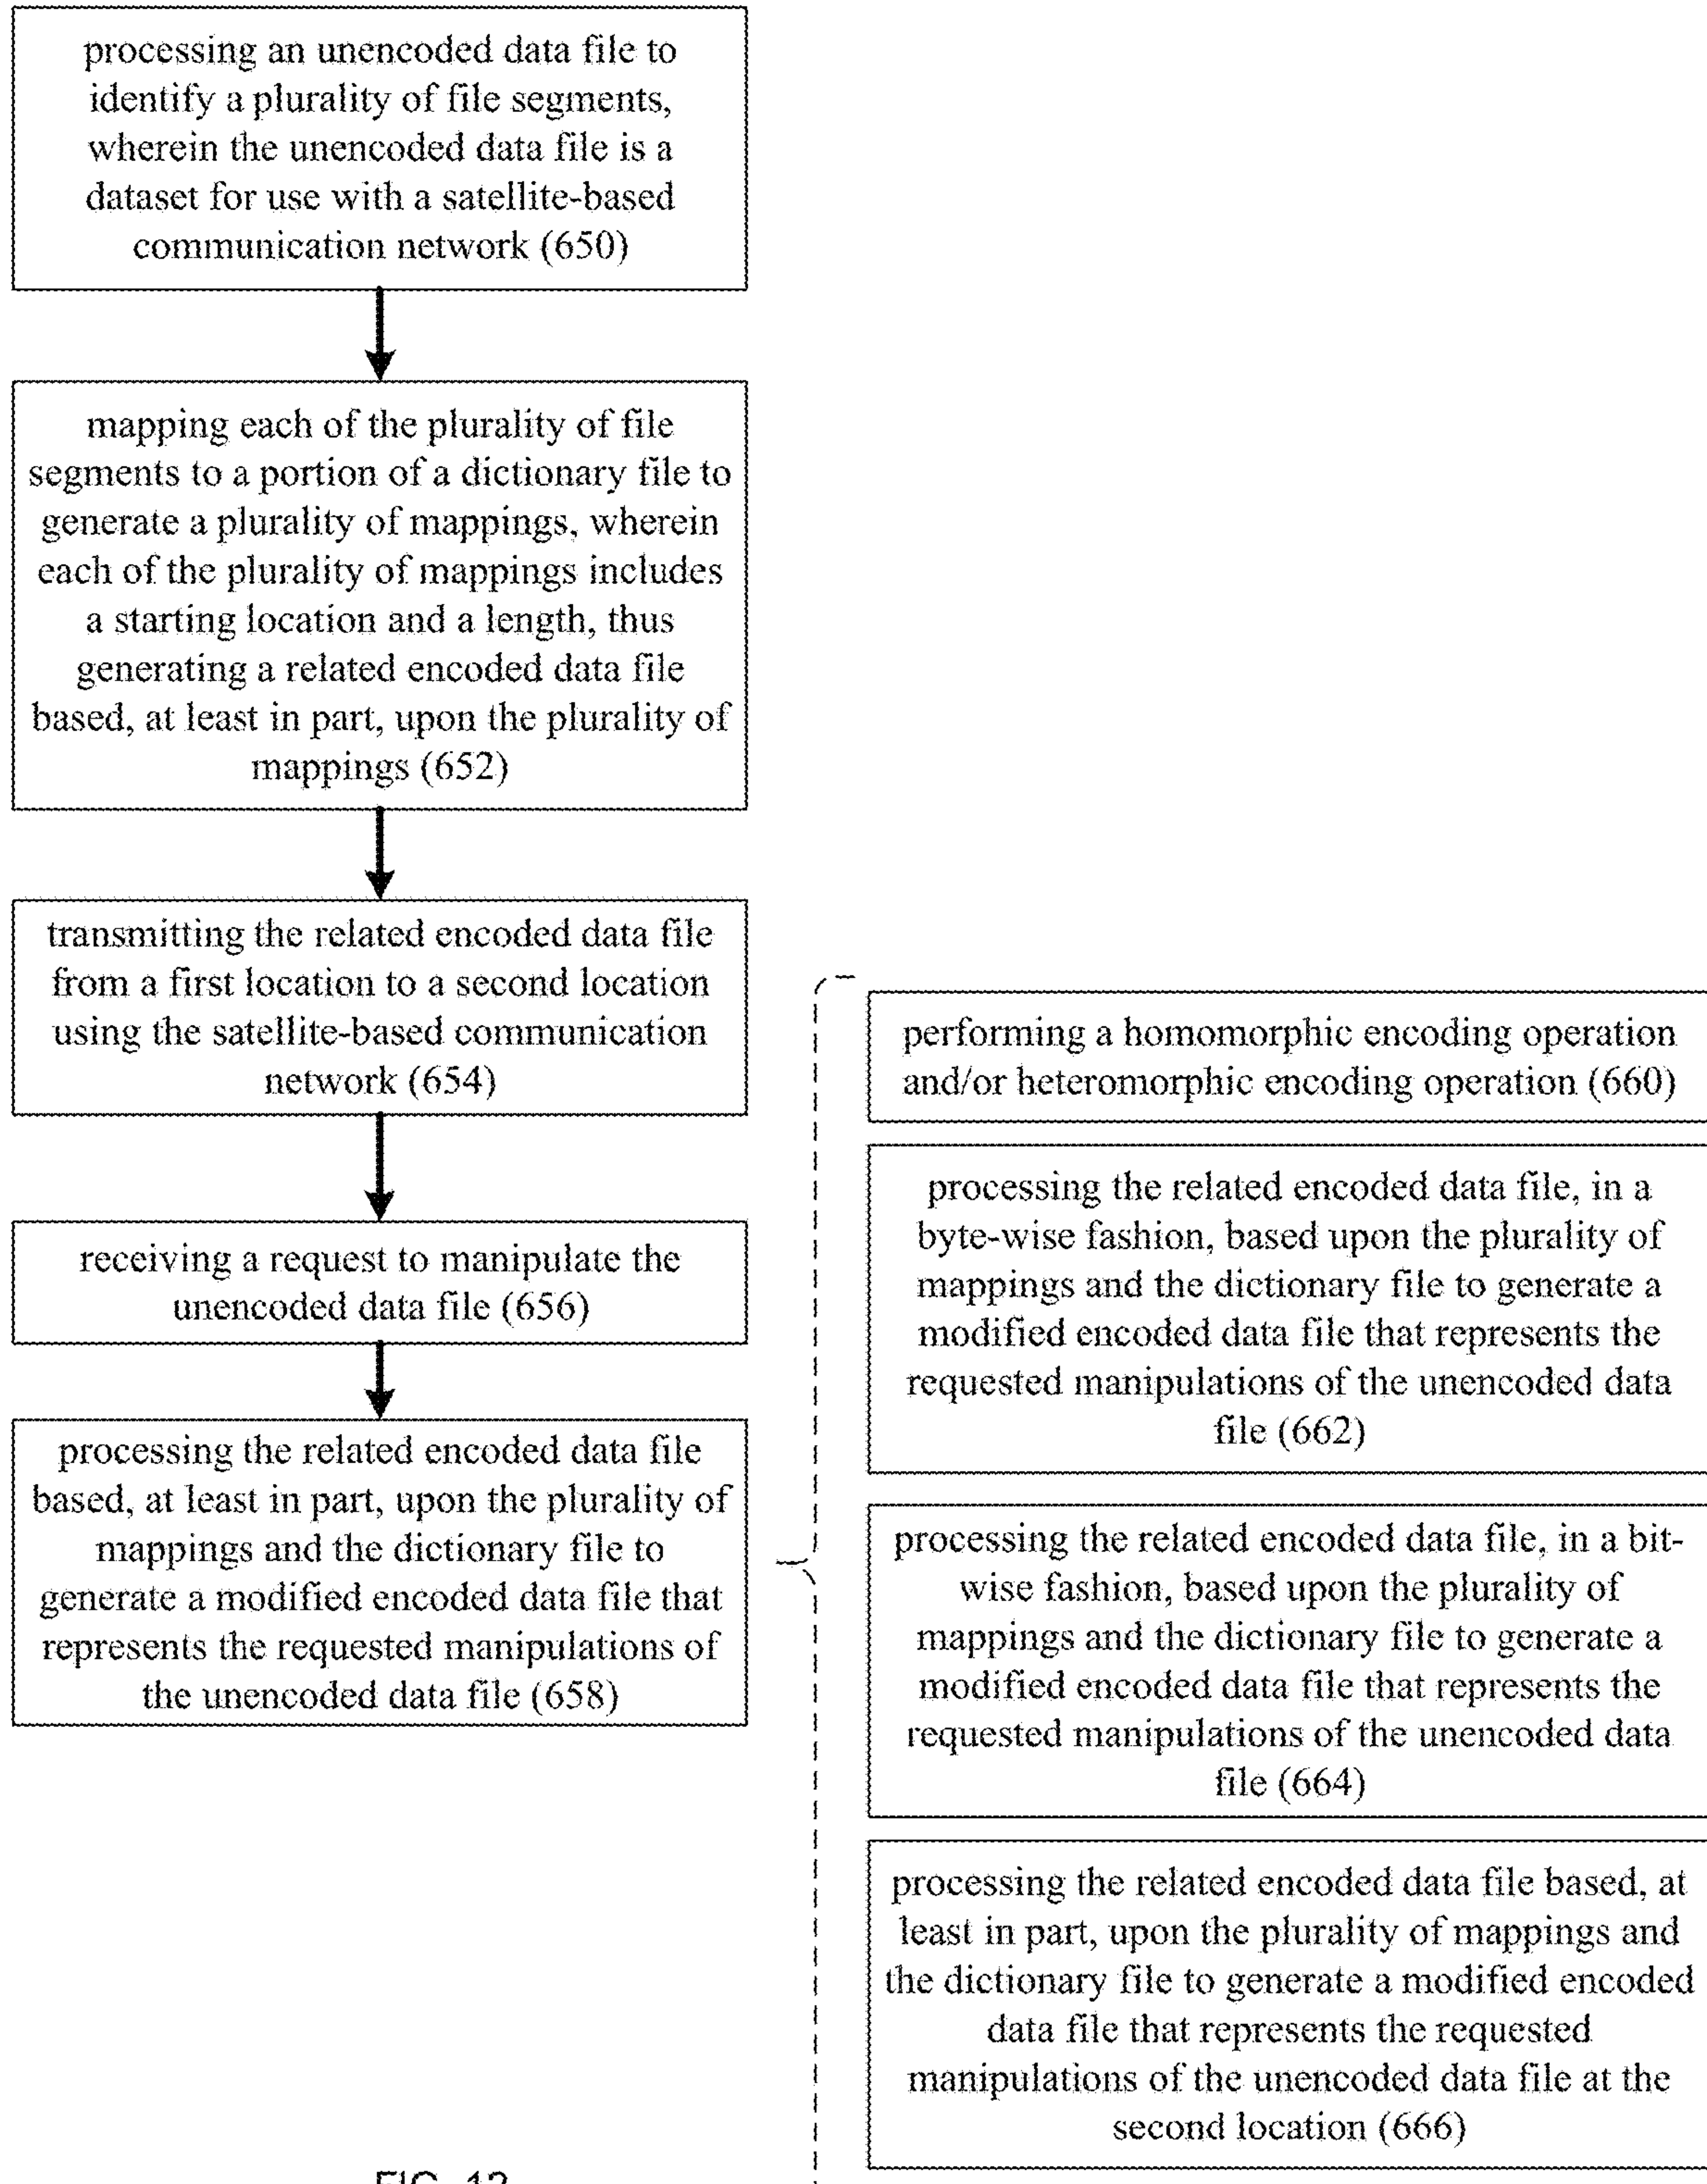 processing an unencoded data file to
identify a plurality of file segments,
wherein the unencoded data file is a
dataset for use with a satellite-based
communication network (650)
mapping each of the plurality of file
segments to a portion of a dictionary file to
generate a plurality of mappings, wherein
each of the plurality of mappings includes
a starting location and a length, thus
generating a related encoded data file
based, at least in part, upon the plurality of
mappings (652)
transmitting the related encoded data file
from a first location to a second location
using the satellite-based communication
network (654)
receiving a request to manipulate the
unencoded data file (656)
processing the related encoded data file
based, at least in part, upon the plurality of
mappings and the dictionary file to
generate a modified encoded data file that
represents the requested manipulations of
the unencoded data file (658)
performing a homomorphic encoding operation
and/or heteromorphic encoding operation (660)
processing the related encoded data file, in a
byte-wise fashion, based upon the plurality of
mappings and the dictionary file to generate a
modified encoded data file that represents the
requested manipulations of the unencoded data
file (662)
processing the related encoded data file, in a bit-
wise fashion, based upon the plurality of
mappings and the dictionary file to generate a
modified encoded data file that represents the
requested manipulations of the unencoded data
file (664)
processing the related encoded data file based, at
least in part, upon the plurality of mappings and
the dictionary file to generate a modified encoded
data file that represents the requested
manipulations of the unencoded data file at the
second location (666)
FIG.